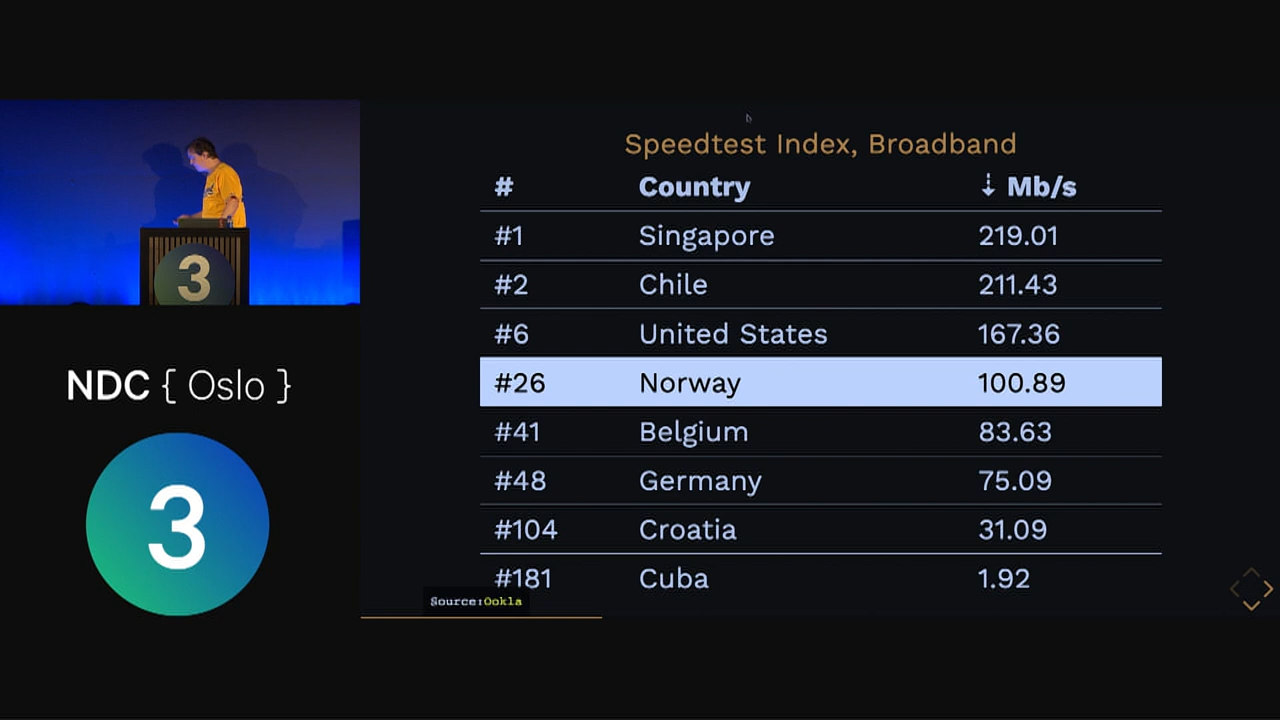 Speedtest Index, Broadband
# Country ⇣ Mb/s
#1 Singapore 219.01
#2 Chile 211.43
#6 United States 167.36
#26 Norway 100.89
#41 Belgium 83.63
#48 Germany 75.09
#104 Croatia 31.09
#181 Cuba 1.92
Source:Ookla
3
NDC { Oslo }
3